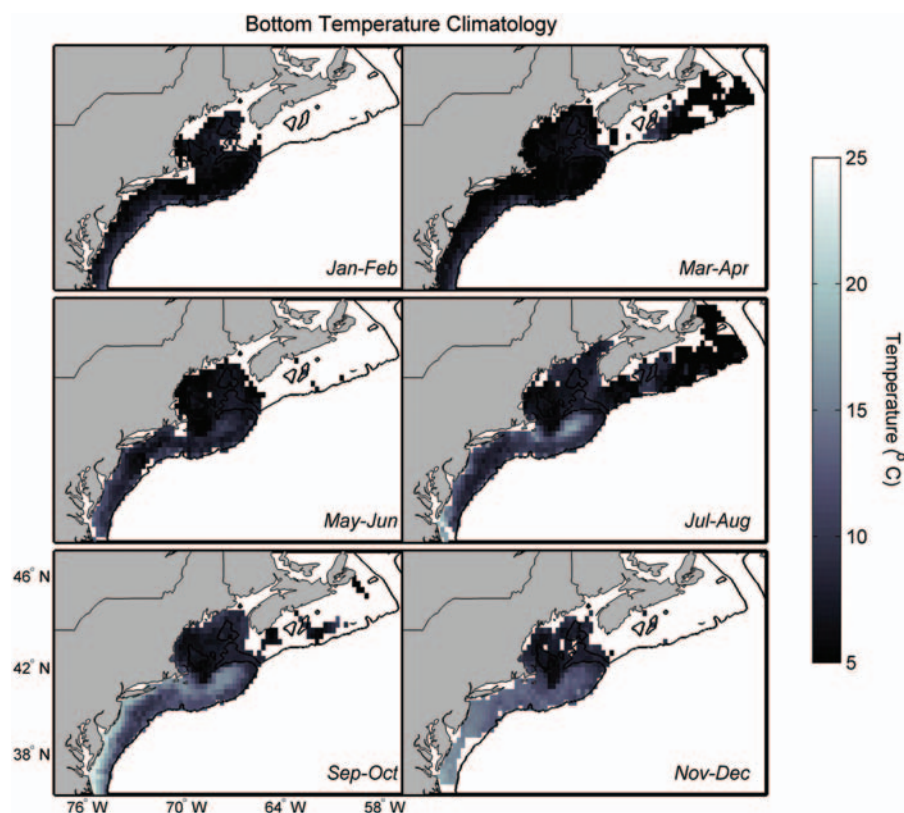 Bottom Temperature Climatology
Jan-Feb
Mar-Apr
May-Jun
Jul-Aug
Sep-Oct
Nov-Dec
46° N
42° N
38° N
76° W
70° W
64° W
58° W
25
20
15
10
5
Temperature (° C)